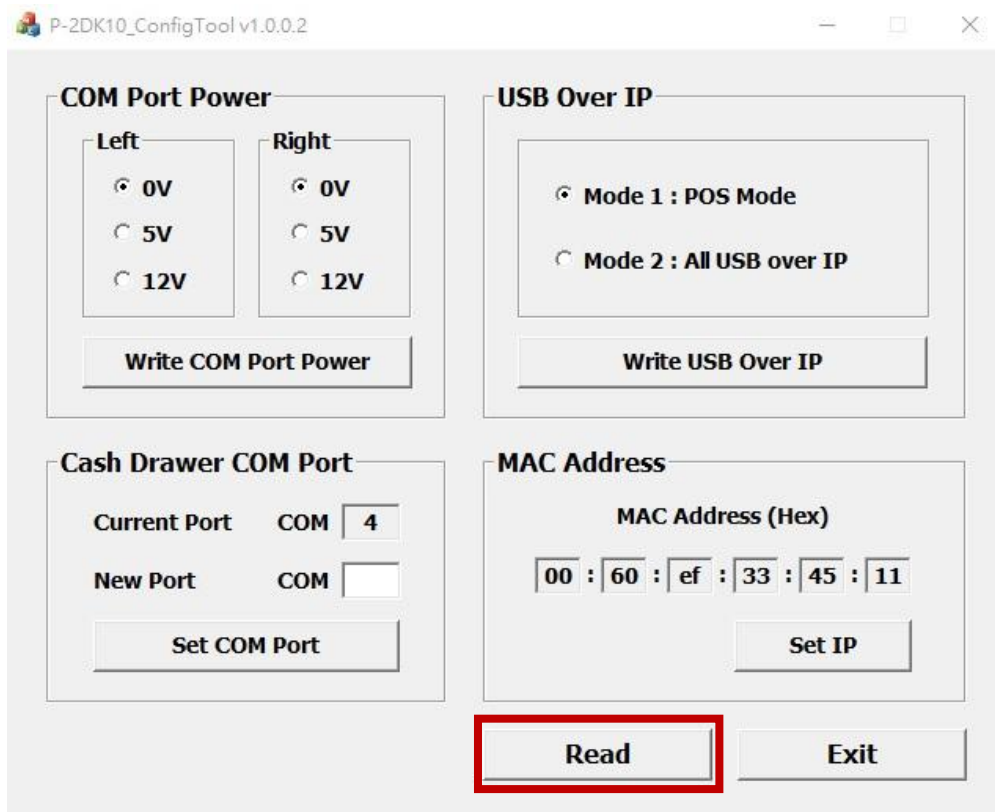 P-2DK10_ConfigTool v1.0.0.2
COM Port Power
Left
0V
5V
12V
Right
0V
5V
12V
Write COM Port Power
USB Over IP
Mode 1 : POS Mode
Mode 2 : All USB over IP
Write USB Over IP
Cash Drawer COM Port
Current Port COM 4
New Port COM
Set COM Port
MAC Address
MAC Address (Hex)
00 : 60 : ef : 33 : 45 : 11
Set IP
Read
Exit